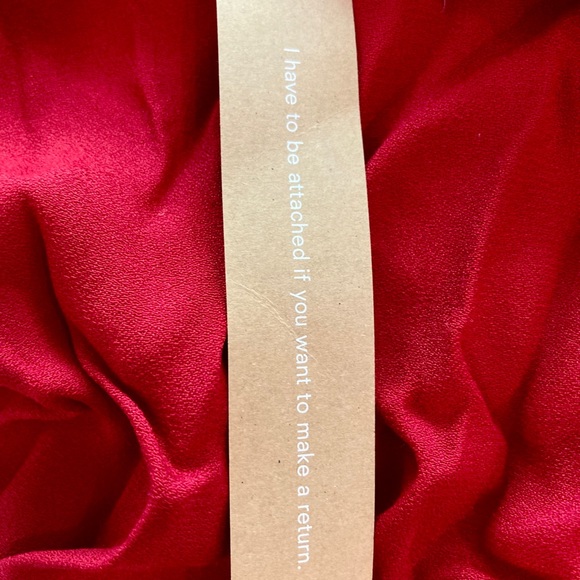 I have to be attached if you want to make a return.